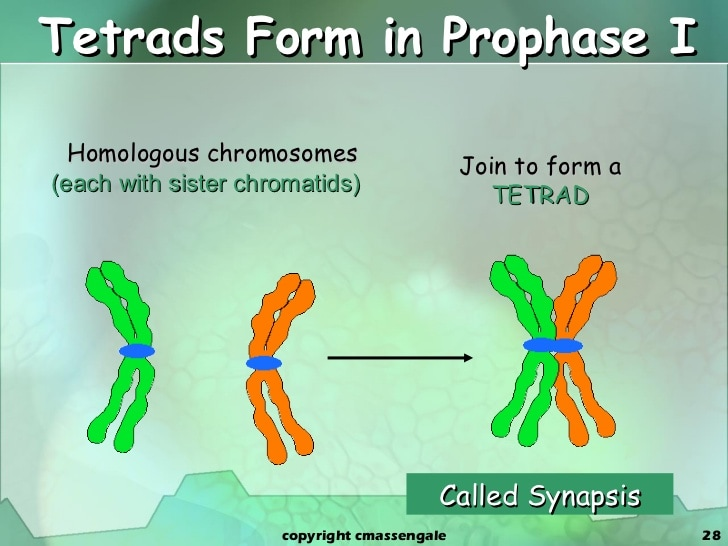 Tetrads Form in Prophase I
Homologous chromosomes
(each with sister chromatids)
Join to form a
TETRAD
Called Synapsis
copyright cmassengale
28